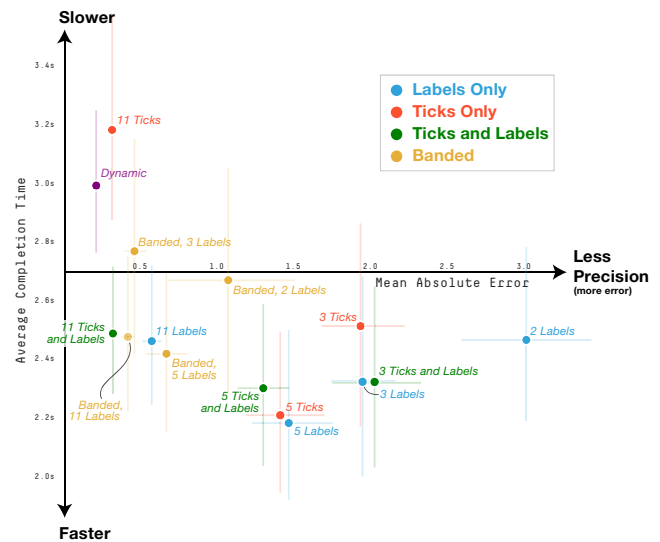 Slower
3.4s
11 Ticks
3.2s
Labels Only
Ticks Only
Ticks and Labels
Banded
Dynamic
3.0s
Average Completion Time
2.8s
Banded, 3 Labels
0.5
1.0
1.5
2.0
3.0
Less
Precision
(more error)
Mean Absolute Error
Banded, 2 Labels
2.6s
3 Ticks
11 Ticks
and Labels
11 Labels
2 Labels
2.4s
Banded,
5 Labels
3 Ticks and Labels
3 Labels
5 Ticks
and Labels
Banded,
11 Labels
5 Ticks
5 Labels
2.2s
2.0s
Faster